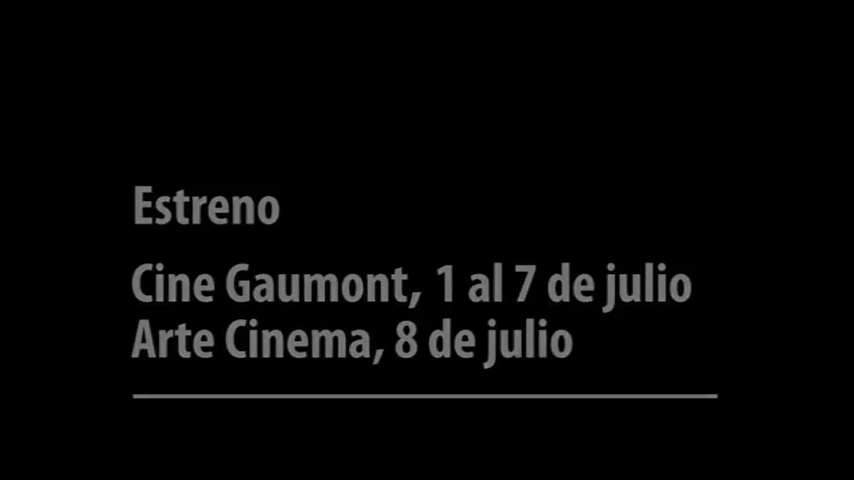 Estreno
Cine Gaumont, 1 al 7 de julio
Arte Cinema, 8 de julio